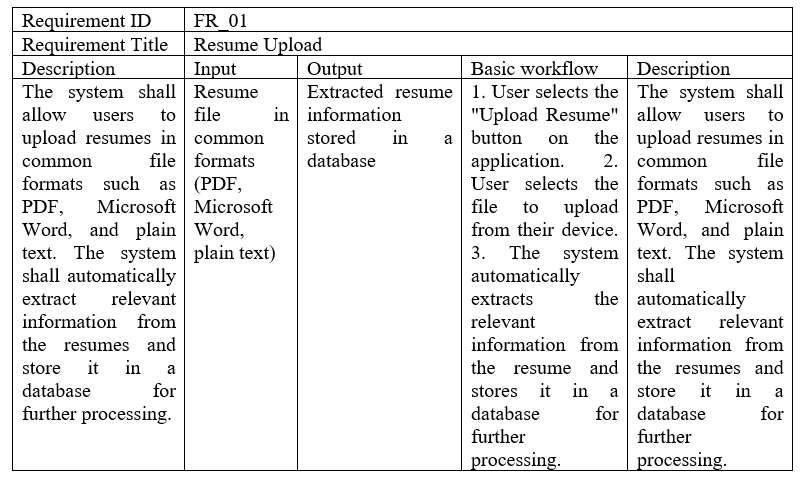 Requirement ID FR_01
Requirement Title Resume Upload
Description Input Output Basic workflow Description
The system shall
allow users to
upload resumes in
common file
formats such as
PDF, Microsoft
Word, and plain
text. The system
shall automatically
extract relevant
information from
the resumes and
store it in a
database for
further processing.
Resume
file in
common
formats
(PDF,
Microsoft
Word,
plain text)
Extracted resume
information
stored in a
database
1. User selects the
"Upload Resume"
button on the
application. 2.
User selects the
file to upload
from their device.
3. The system
automatically
extracts the
relevant
information from
the resume and
stores it in a
database for
further
processing.
The system shall
allow users to
upload resumes in
common file
formats such as
PDF, Microsoft
Word, and plain
text. The system
shall
automatically
extract relevant
information from
the resumes and
store it in a
database for
further
processing.